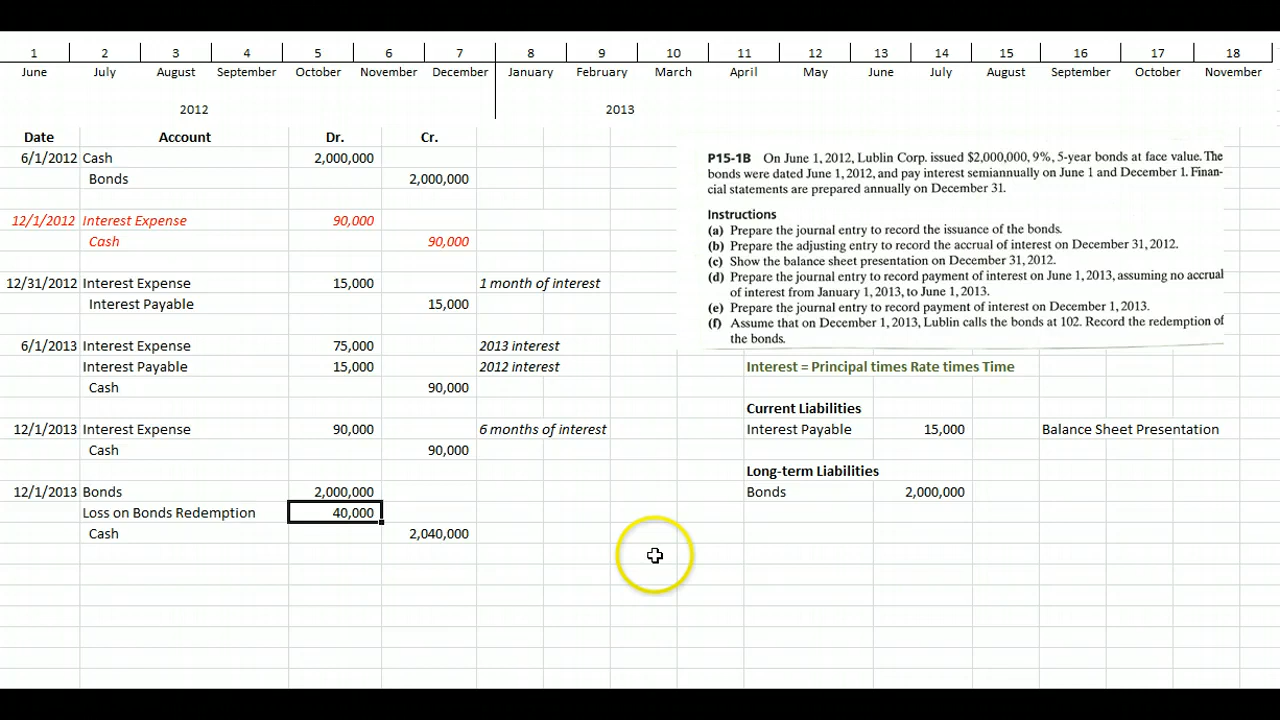 1 2 3 4 5 6 7 8 9 10 11 12 13 14 15 16 17 18
June July August September October November December January February March April May June July August September October November
2012 2013
Date Account Dr. Cr.
6/1/2012 Cash 2,000,000
Bonds 2,000,000
12/1/2012 Interest Expense 90,000
Cash 90,000
12/31/2012 Interest Expense 15,000 1 month of interest
Interest Payable 15,000
6/1/2013 Interest Expense 75,000 2013 interest
Interest Payable 15,000 2012 interest
Cash 90,000
12/1/2013 Interest Expense 90,000 6 months of interest
Cash 90,000
12/1/2013 Bonds 2,000,000
Loss on Bonds Redemption 40,000
Cash 2,040,000
P15-1B On June 1, 2012, Lublin Corp. issued $2,000,000, 9%, 5-year bonds at face value. The
bonds were dated June 1, 2012, and pay interest semiannually on June 1 and December 1. Finan-
cial statements are prepared annually on December 31.
Instructions
(a) Prepare the journal entry to record the issuance of the bonds.
(b) Prepare the adjusting entry to record the accrual of interest on December 31, 2012.
(c) Show the balance sheet presentation on December 31, 2012.
(d) Prepare the journal entry to record payment of interest on June 1, 2013, assuming no accrual
of interest from January 1, 2013, to June 1, 2013.
(e) Prepare the journal entry to record payment of interest on December 1, 2013.
(f) Assume that on December 1, 2013, Lublin calls the bonds at 102. Record the redemption of
the bonds.
Interest = Principal times Rate times Time
Current Liabilities
Interest Payable 15,000 Balance Sheet Presentation
Long-term Liabilities
Bonds 2,000,000